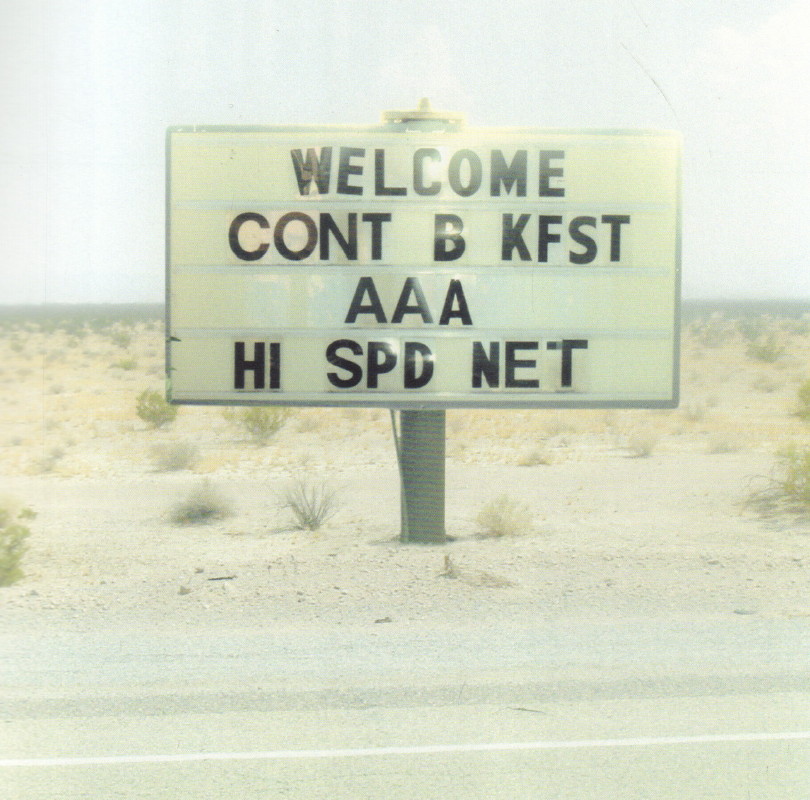 WELCOME
CONT B KFST
AAA
HI SPD NET